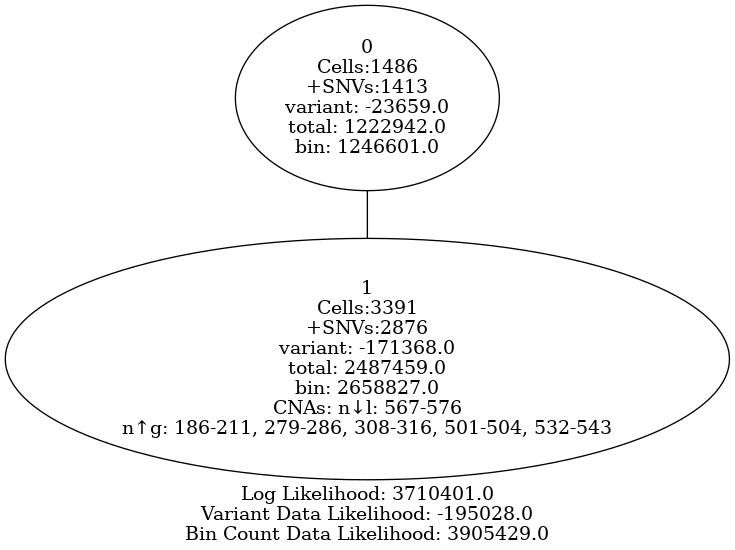 0
Cells:1486
+SNVs:1413
variant: -23659.0
total: 1222942.0
bin: 1246601.0
1
Cells:3391
+SNVs:2876
variant: -171368.0
total: 2487459.0
bin: 2658827.0
CNAs: n↓l: 567-576
n↑g: 186-211, 279-286, 308-316, 501-504, 532-543
Log Likelihood: 3710401.0
Variant Data Likelihood: -195028.0
Bin Count Data Likelihood: 3905429.0